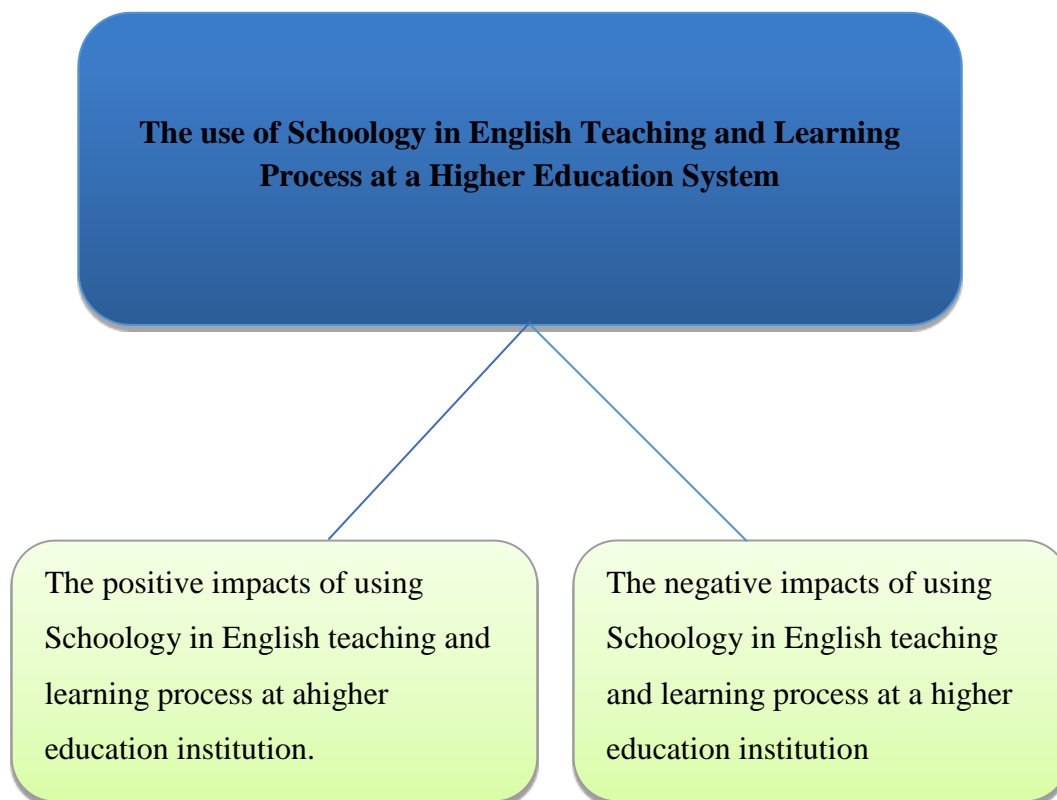 The use of Schoology in English Teaching and Learning
Process at a Higher Education System
The positive impacts of using
Schoology in English teaching and
learning process at ahigher
education institution.
The negative impacts of using
Schoology in English teaching
and learning process at a higher
education institution